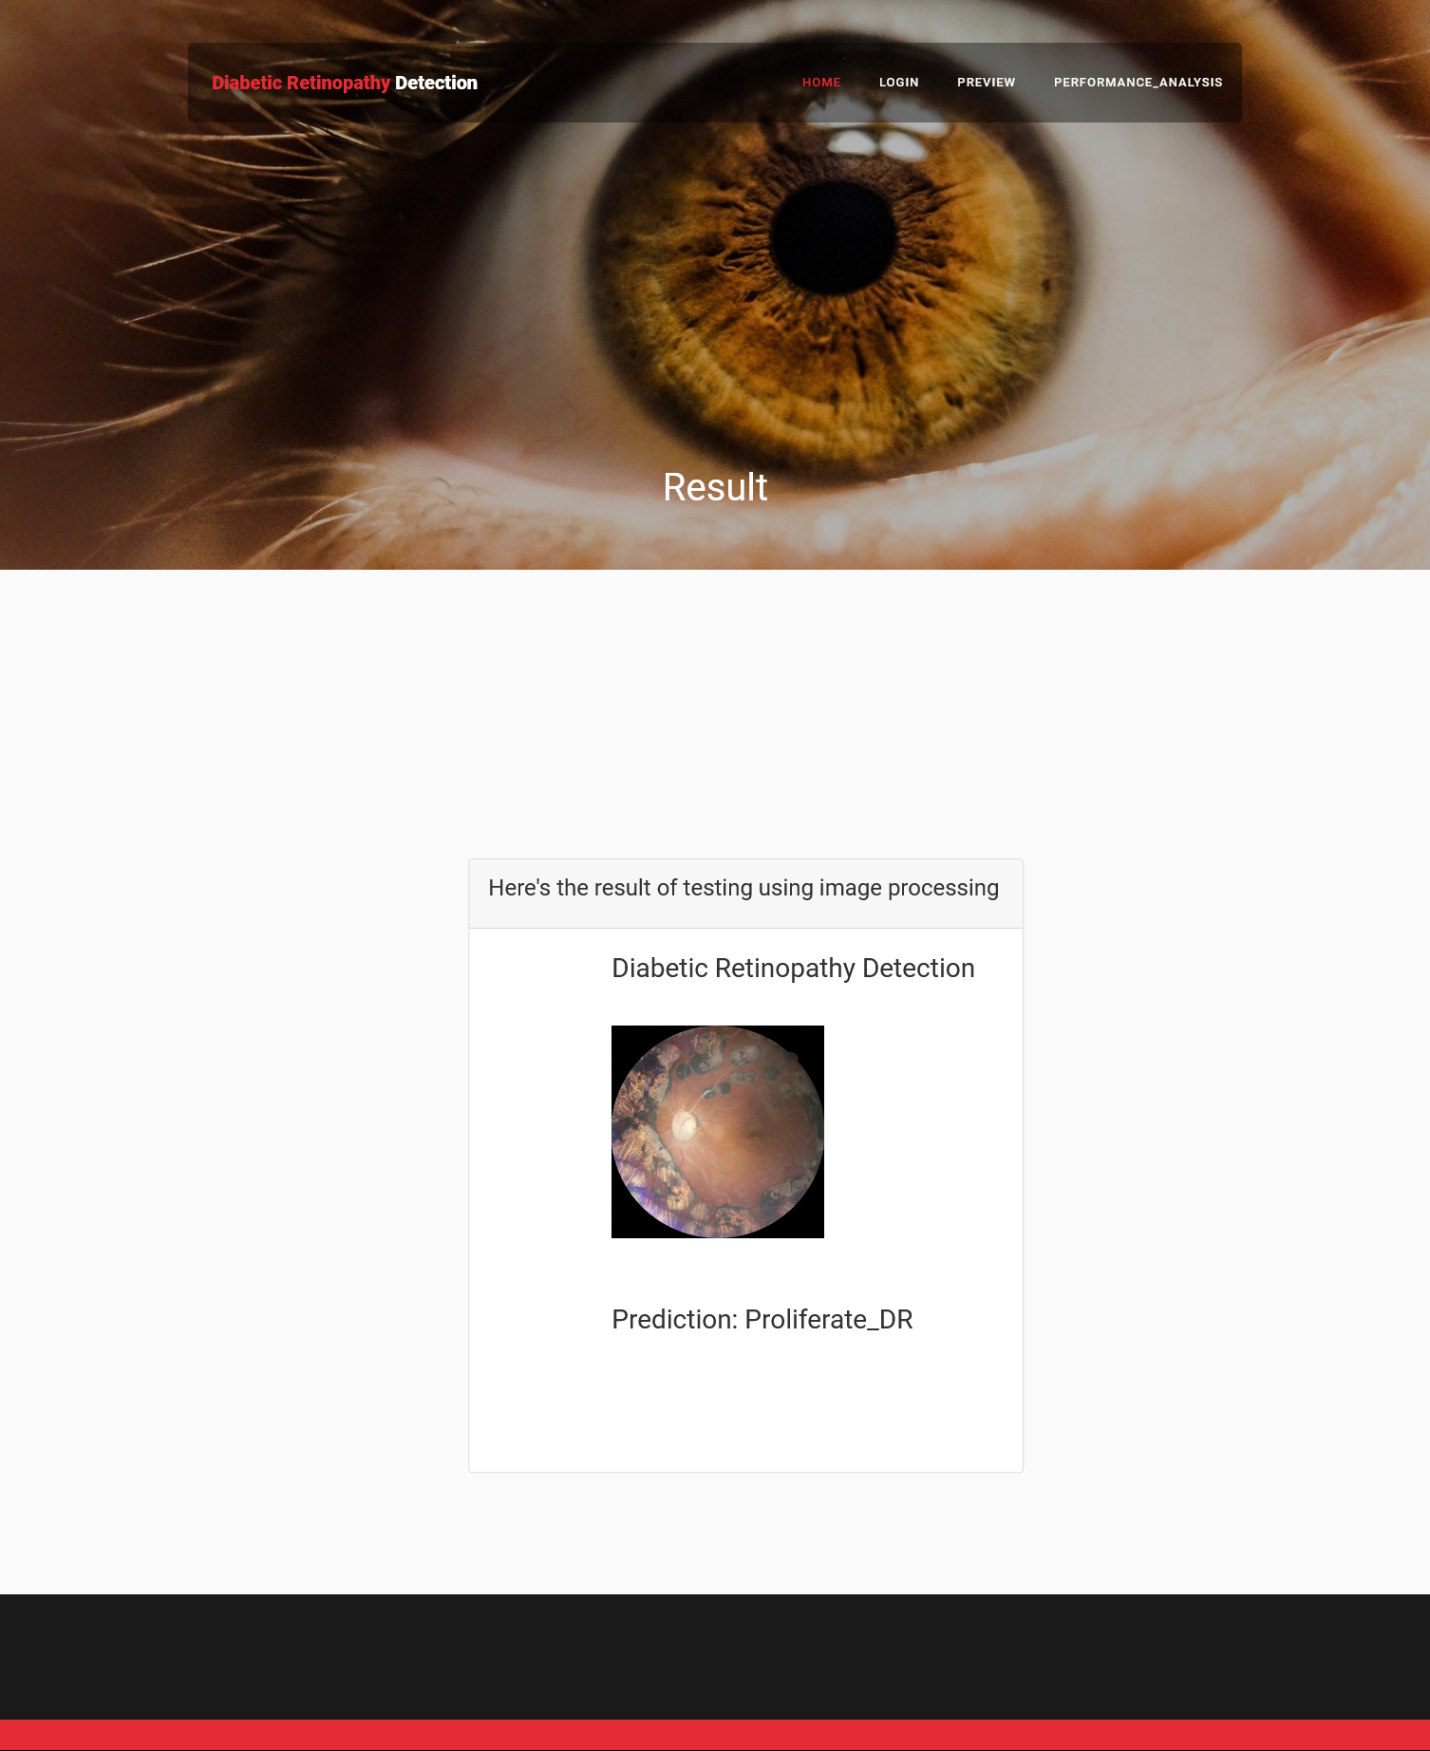 Diabetic Retinopathy Detection
HOME
LOGIN
PREVIEW
PERFORMANCE_ANALYSIS
Result
Here's the result of testing using image processing
Diabetic Retinopathy Detection
Prediction: Proliferate_DR